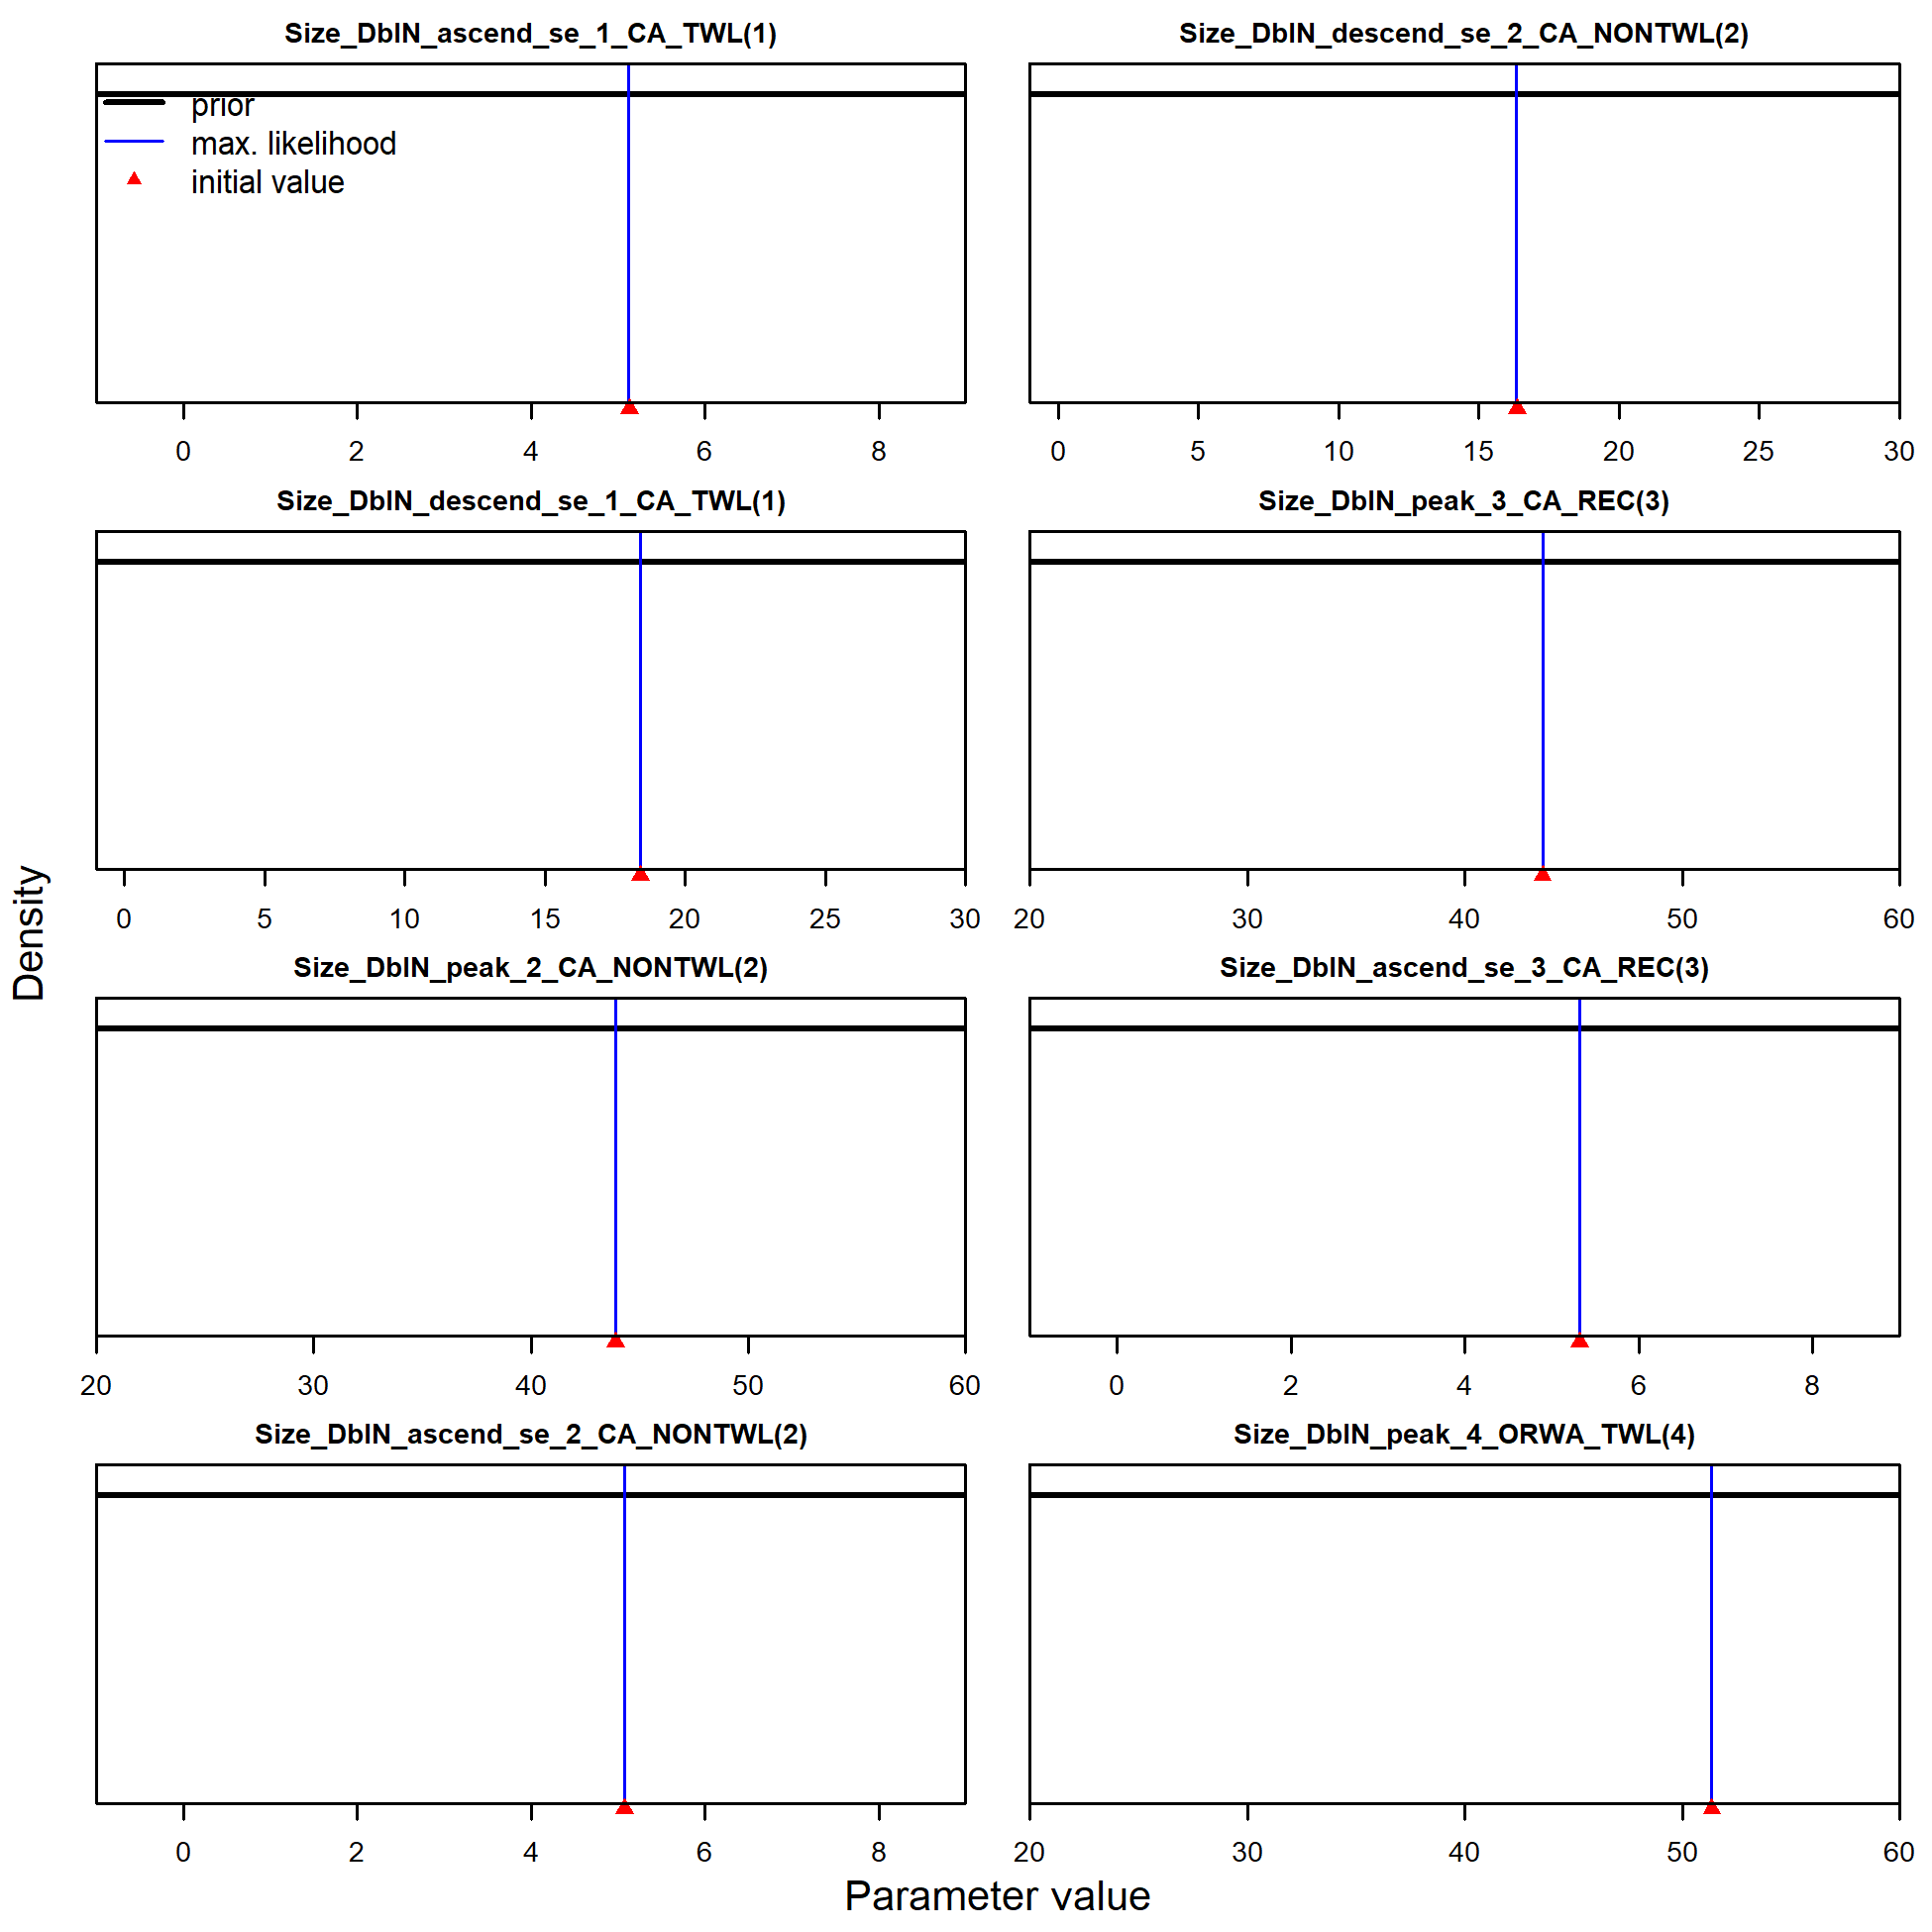 Size_DblN_ascend_se_1_CA_TWL(1)
prior
max. likelihood
initial value
0 2 4 6 8
Size_DblN_descend_se_2_CA_NONTWL(2)
0 5 10 15 20 25 30
Size_DblN_descend_se_1_CA_TWL(1)
0 5 10 15 20 25 30
Size_DblN_peak_3_CA_REC(3)
20 30 40 50 60
Size_DblN_peak_2_CA_NONTWL(2)
20 30 40 50 60
Size_DblN_ascend_se_3_CA_REC(3)
0 2 4 6 8
Size_DblN_ascend_se_2_CA_NONTWL(2)
0 2 4 6 8
Size_DblN_peak_4_ORWA_TWL(4)
20 30 40 50 60
Density
Parameter value